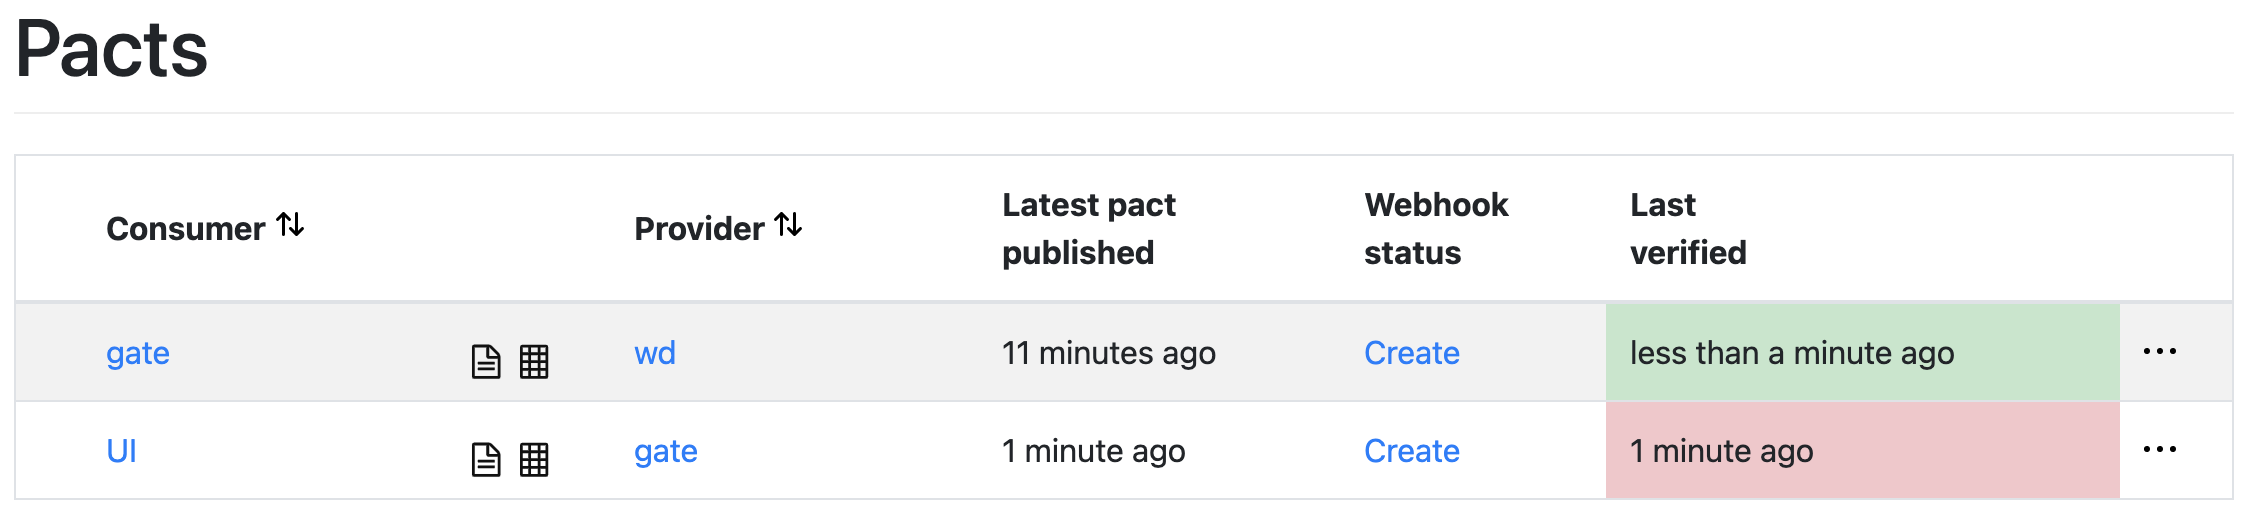 Pacts
Consumer Provider Latest pact published Webhook status Last verified
gate wd 11 minutes ago Create less than a minute ago
UI gate 1 minute ago Create 1 minute ago